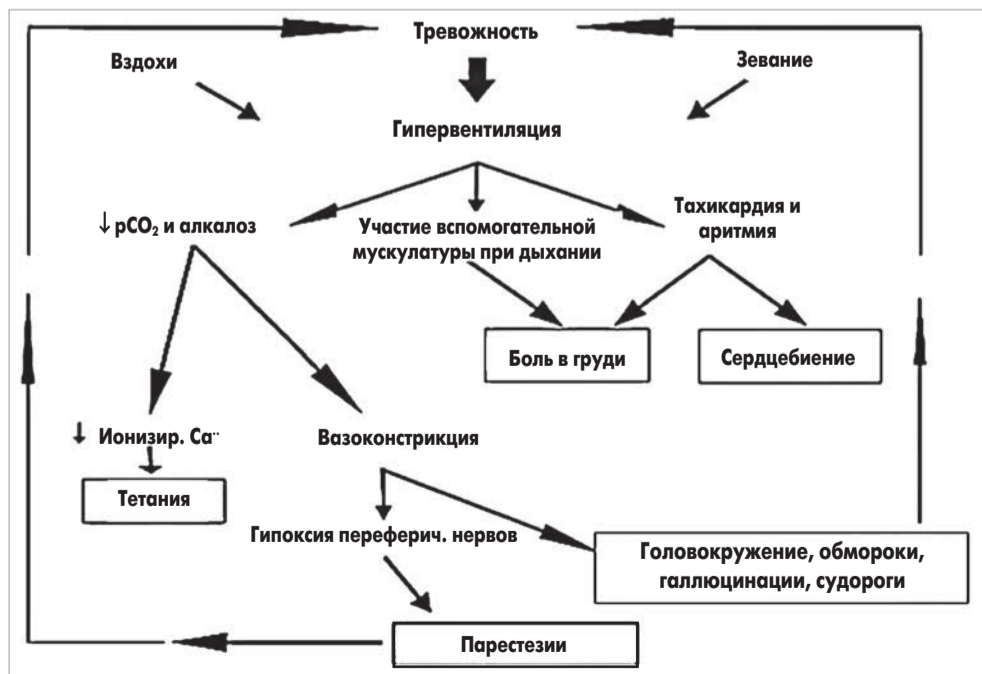 Тревожность
Вздохи
Зевание
Гипервентиляция
↓ pCO₂ и алкалоз
Участие вспомогательной
мускулатуры при дыхании
Тахикардия и
аритмия
Боль в груди
Сердцебиение
↓ Ионизир. Ca¨
Вазоконстрикция
Тетания
Гипоксия переферич. нервов
Головокружение, обмороки,
галлюцинации, судороги
Парестезии